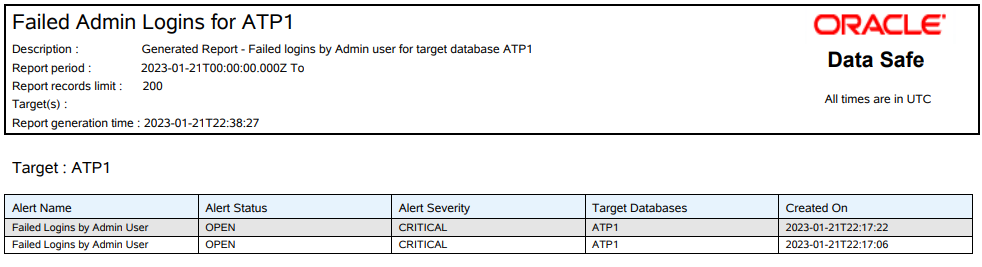 Failed Admin Logins for ATP1
ORACLE
Data Safe
All times are in UTC
Description : Generated Report - Failed logins by Admin user for target database ATP1
Report period : 2023-01-21T00:00:00.000Z To
Report records limit : 200
Target(s) :
Report generation time : 2023-01-21T22:38:27
Target : ATP1
Alert Name Alert Status Alert Severity Target Databases Created On
Failed Logins by Admin User OPEN CRITICAL ATP1 2023-01-21T22:17:22
Failed Logins by Admin User OPEN CRITICAL ATP1 2023-01-21T22:17:06